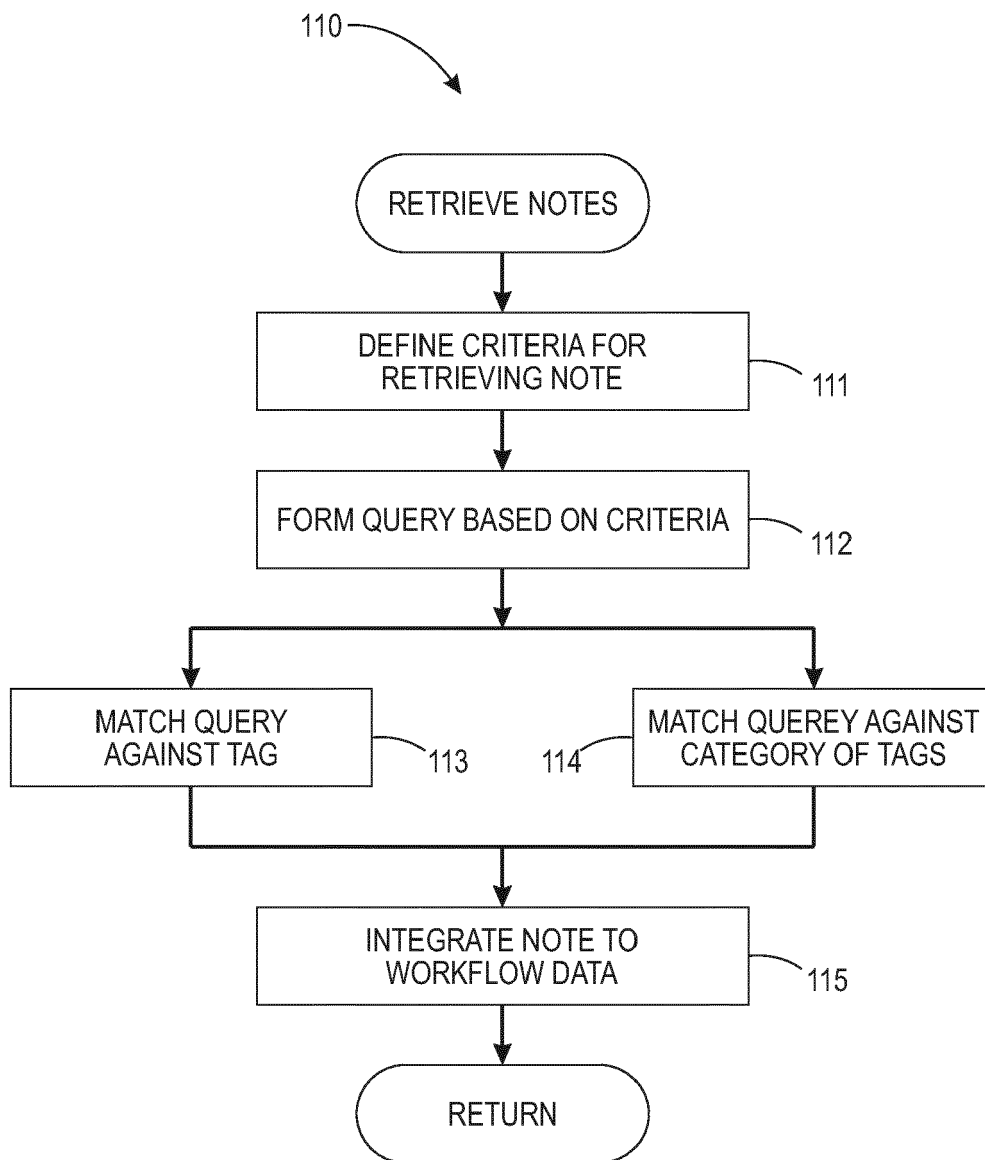 110
RETRIEVE NOTES
DEFINE CRITERIA FOR
RETRIEVING NOTE
111
FORM QUERY BASED ON CRITERIA
112
MATCH QUERY
AGAINST TAG
113
114
MATCH QUEREY AGAINST
CATEGORY OF TAGS
INTEGRATE NOTE TO
WORKFLOW DATA
115
RETURN